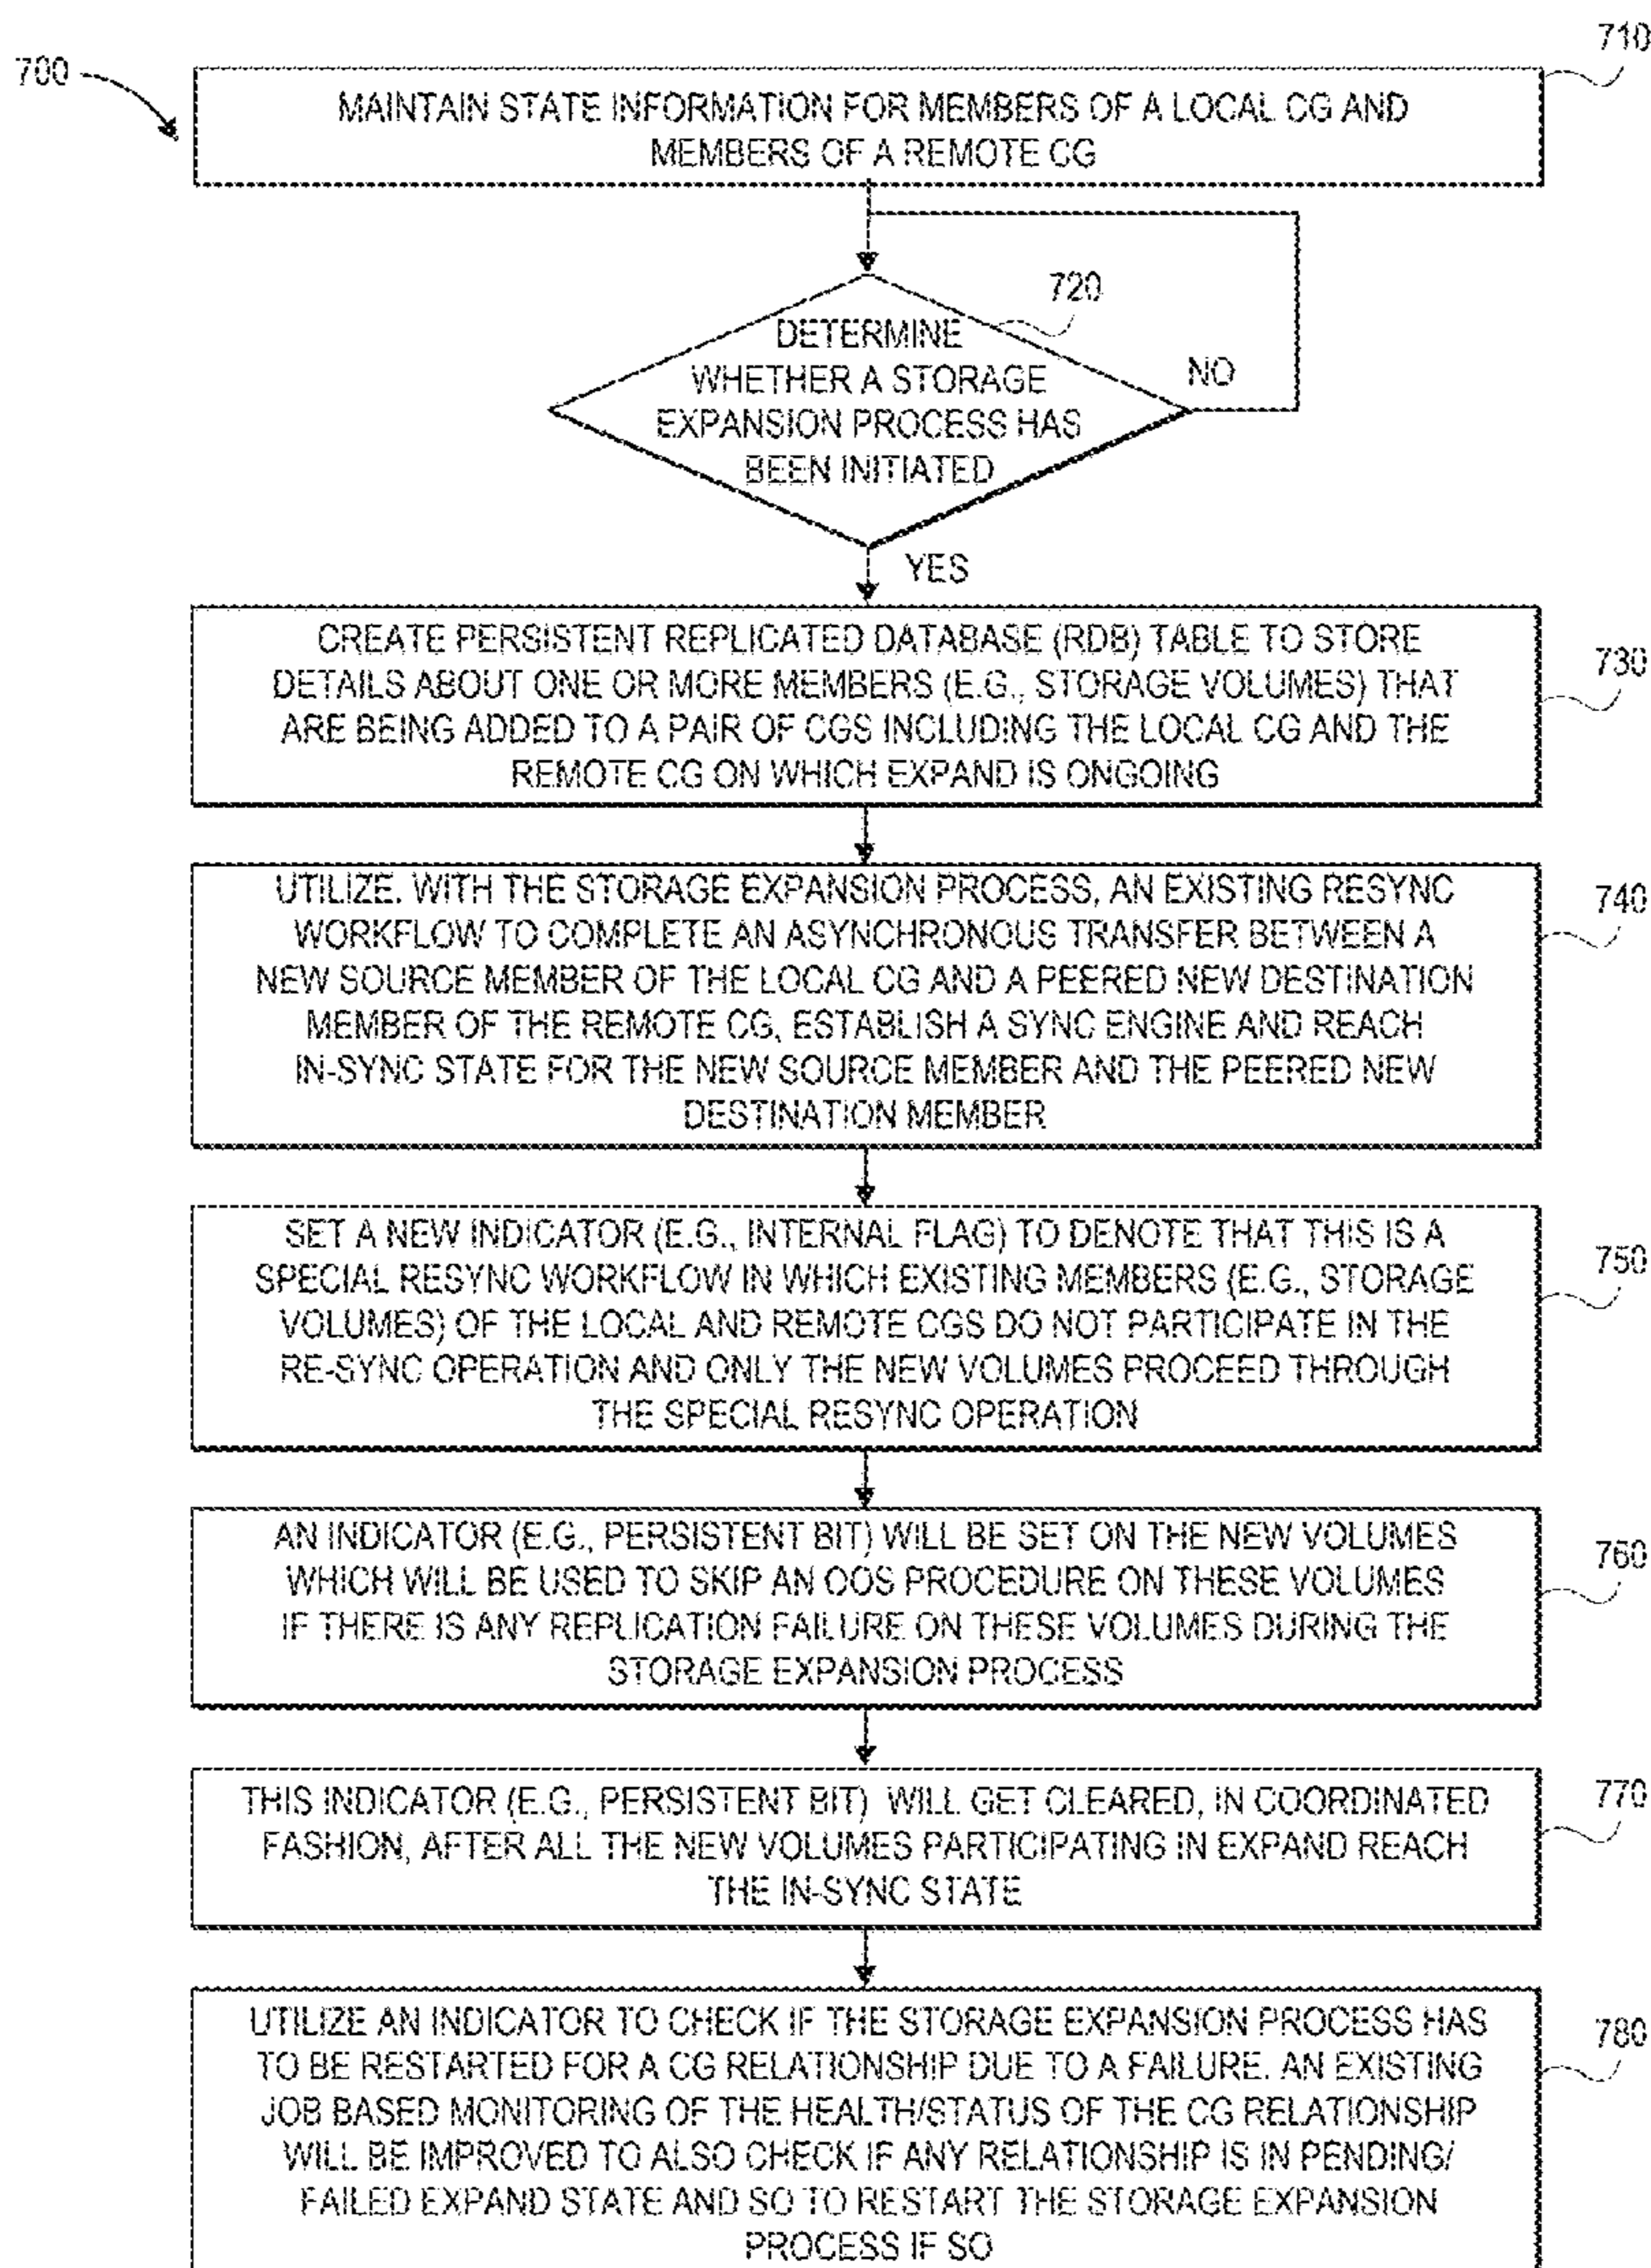 710
700
MAINTAIN STATE INFORMATION FOR MEMBERS OF A LOCAL CG AND
MEMBERS OF A REMOTE CG
720
DETERMINE
WHETHER A STORAGE
EXPANSION PROCESS HAS
BEEN INITIATED
NO
YES
CREATE PERSISTENT REPLICATED DATABASE (RDB) TABLE TO STORE
DETAILS ABOUT ONE OR MORE MEMBERS (E.G., STORAGE VOLUMES) THAT
ARE BEING ADDED TO A PAIR OF CGS INCLUDING THE LOCAL CG AND THE
REMOTE CG ON WHICH EXPAND IS ONGOING
730
UTILIZE. WITH THE STORAGE EXPANSION PROCESS, AN EXISTING RESYNC
WORKFLOW TO COMPLETE AN ASYNCHRONOUS TRANSFER BETWEEN A
NEW SOURCE MEMBER OF THE LOCAL CG AND A PEERED NEW DESTINATION
MEMBER OF THE REMOTE CG, ESTABLISH A SYNC ENGINE AND REACH
IN-SYNC STATE FOR THE NEW SOURCE MEMBER AND THE PEERED NEW
DESTINATION MEMBER
740
SET A NEW INDICATOR (E.G., INTERNAL FLAG) TO DENOTE THAT THIS IS A
SPECIAL RESYNC WORKFLOW IN WHICH EXISTING MEMBERS (E.G., STORAGE
VOLUMES) OF THE LOCAL AND REMOTE CGS DO NOT PARTICIPATE IN THE
RE-SYNC OPERATION AND ONLY THE NEW VOLUMES PROCEED THROUGH
THE SPECIAL RESYNC OPERATION
750
AN INDICATOR (E.G., PERSISTENT BIT) WILL BE SET ON THE NEW VOLUMES
WHICH WILL BE USED TO SKIP AN OOS PROCEDURE ON THESE VOLUMES
IF THERE IS ANY REPLICATION FAILURE ON THESE VOLUMES DURING THE
STORAGE EXPANSION PROCESS
760
THIS INDICATOR (E.G., PERSISTENT BIT) WILL GET CLEARED, IN COORDINATED
FASHION, AFTER ALL THE NEW VOLUMES PARTICIPATING IN EXPAND REACH
THE IN-SYNC STATE
770
UTILIZE AN INDICATOR TO CHECK IF THE STORAGE EXPANSION PROCESS HAS
TO BE RESTARTED FOR A CG RELATIONSHIP DUE TO A FAILURE. AN EXISTING
JOB BASED MONITORING OF THE HEALTH/STATUS OF THE CG RELATIONSHIP
WILL BE IMPROVED TO ALSO CHECK IF ANY RELATIONSHIP IS IN PENDING/
FAILED EXPAND STATE AND SO TO RESTART THE STORAGE EXPANSION
PROCESS IF SO
780